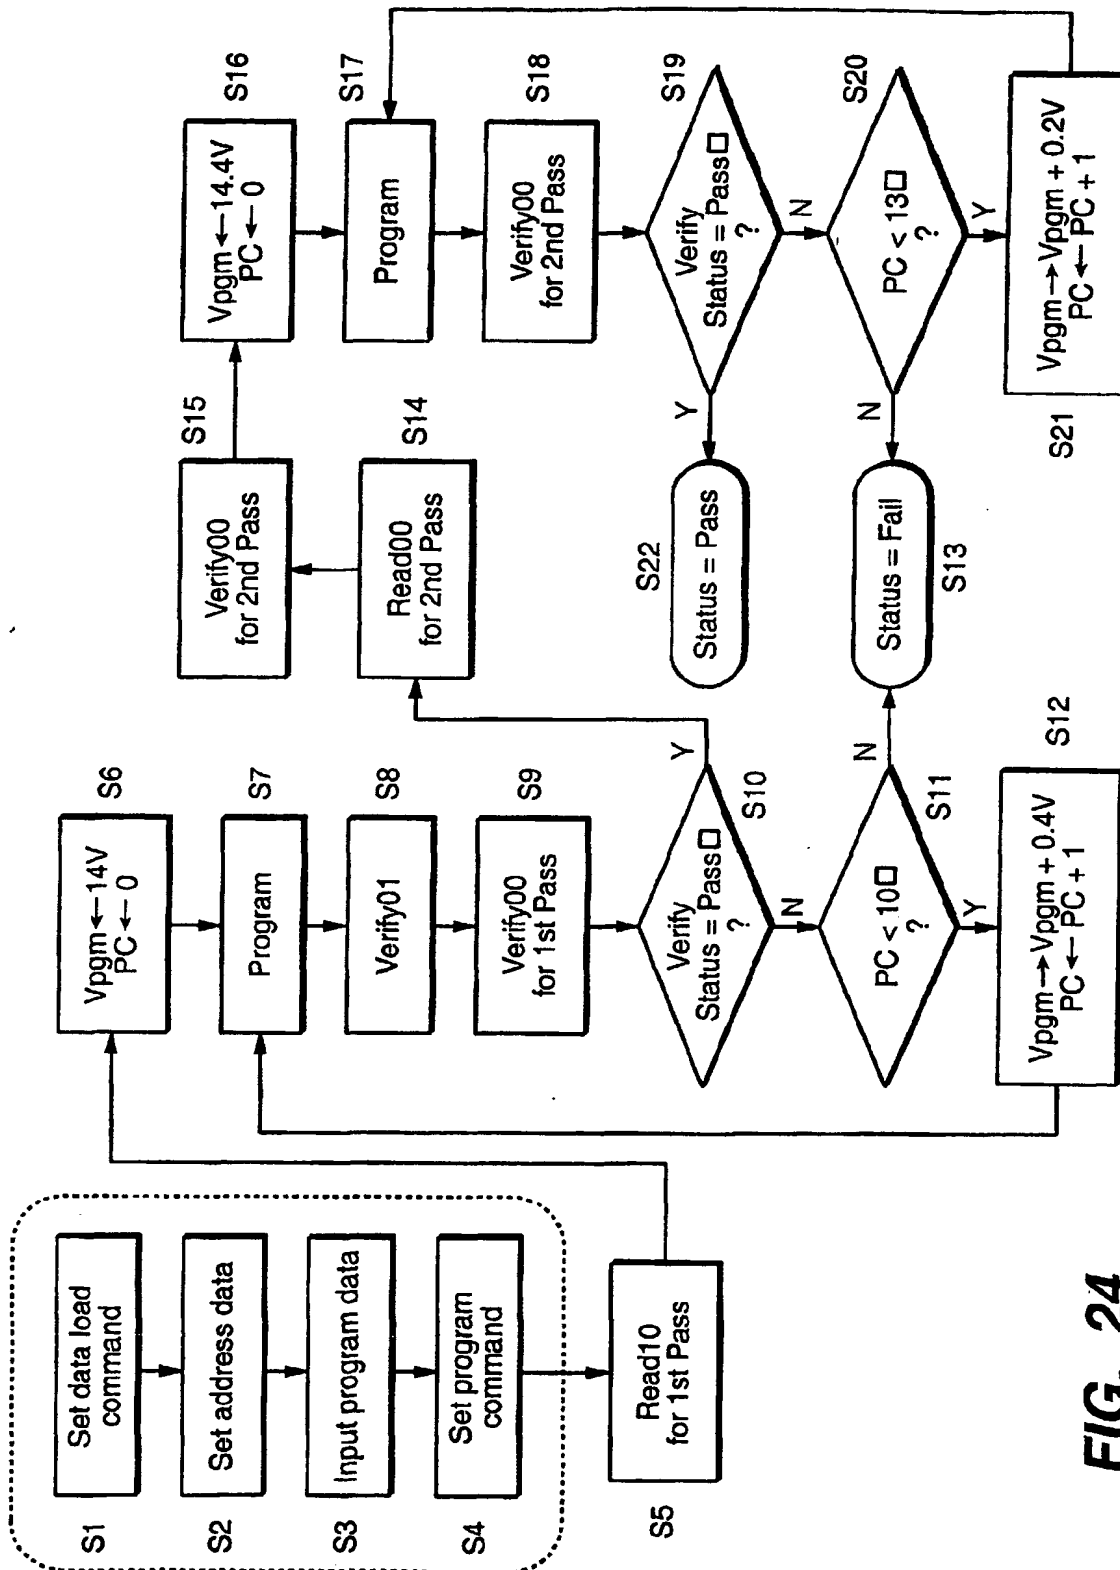 S1
Set data load
command
S2
Set address data
S3
Input program data
S4
Set program
command
S5
Read10
for 1st Pass
S6
Vpgm ← 14V
PC ← 0
S7
Program
S8
Verify01
S9
Verify00
for 1st Pass
S10
Verify
Status = Pass□
?
Y
N
S11
PC < 10□
?
N
Y
S12
Vpgm → Vpgm + 0.4V
PC ← PC + 1
S13
Status = Fail
S14
Read00
for 2nd Pass
S15
Verify00
for 2nd Pass
S16
Vpgm ← 14.4V
PC ← 0
S17
Program
S18
Verify00
for 2nd Pass
S19
Verify
Status = Pass□
?
Y
N
S20
PC < 13□
?
N
Y
S21
Vpgm → Vpgm + 0.2V
PC ← PC + 1
S22
Status = Pass
FIG. 24